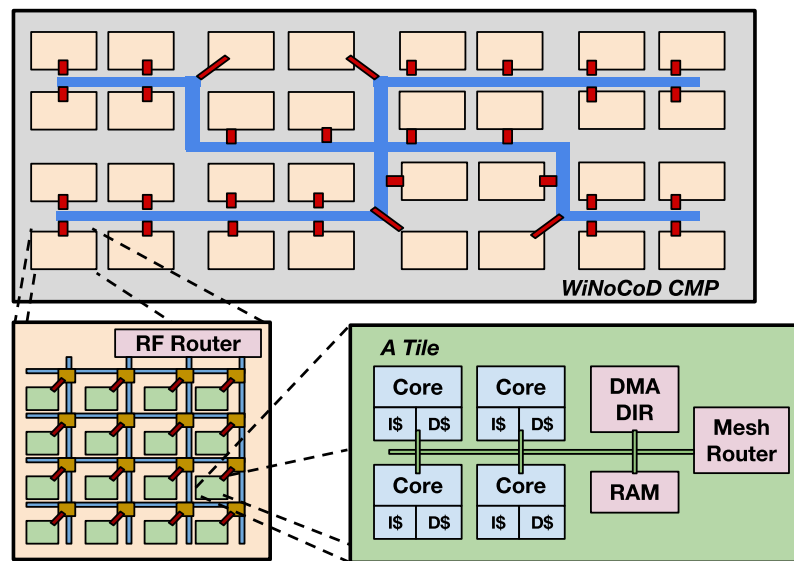 WiNoCoD CMP
RF Router
A Tile
Core
I$ D$
Core
I$ D$
DMA
DIR
Mesh
Router
Core
I$ D$
Core
I$ D$
RAM